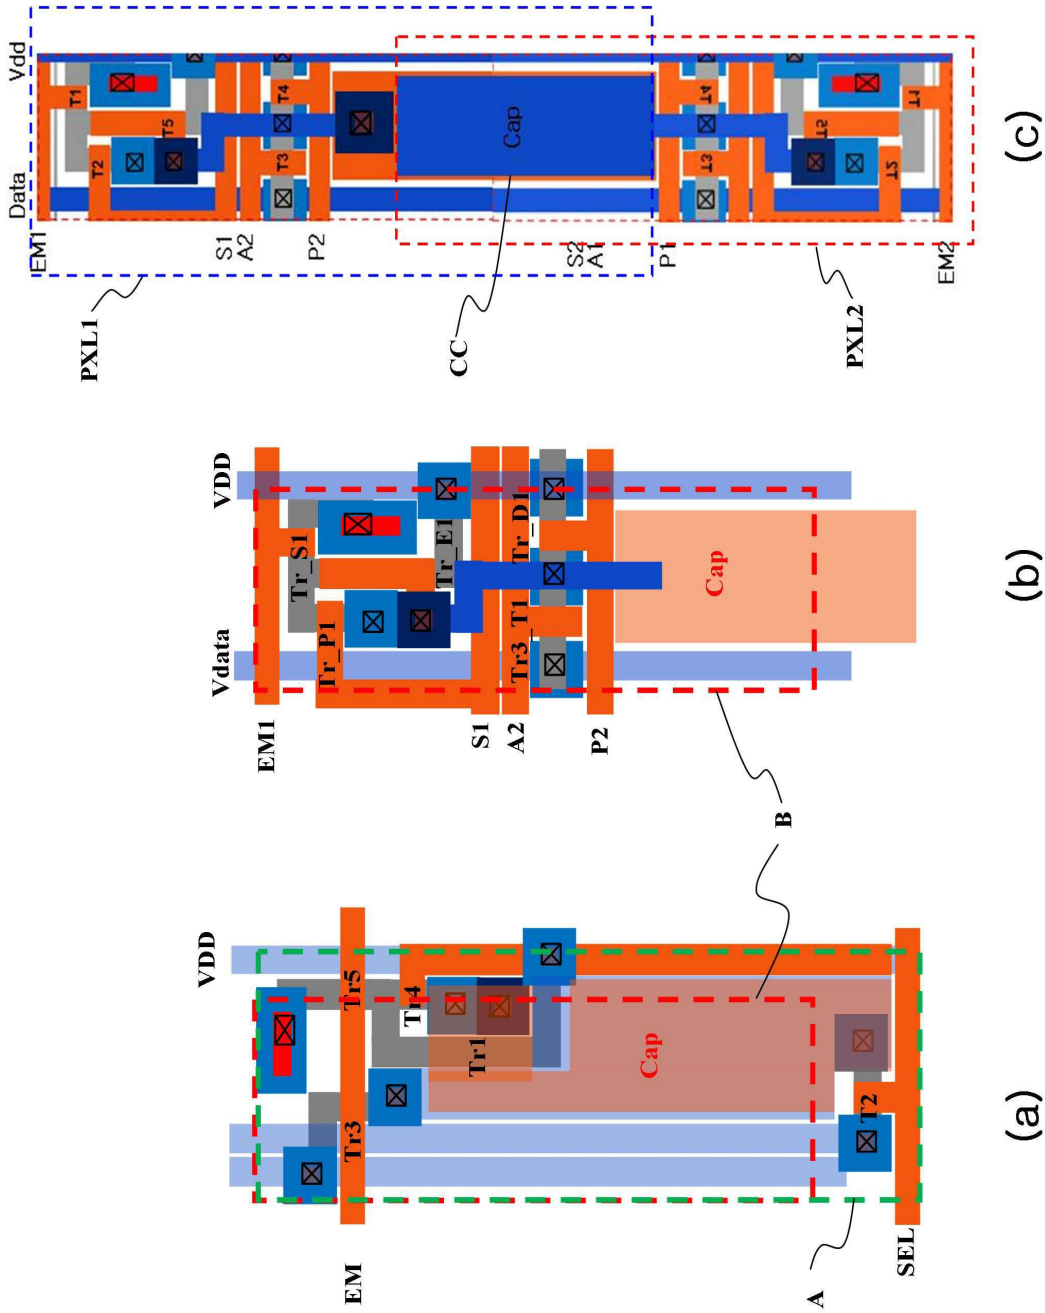 VDD
EM
Tr3
Tr5
Tr4
Tr1
Cap
A
T2
SEL
(a)
B
Vdata
VDD
EM1
Tr_S1
Tr_P1
Tr_E1
S1
A2
Tr3_T1
Tr_D1
P2
Cap
(b)
Data
Vdd
EM1
T1
PXL1
T2
T5
S1
A2
T3
T4
P2
CC
Cap
S2
A1
P1
T3
T4
T5
PXL2
T2
T1
EM2
(c)